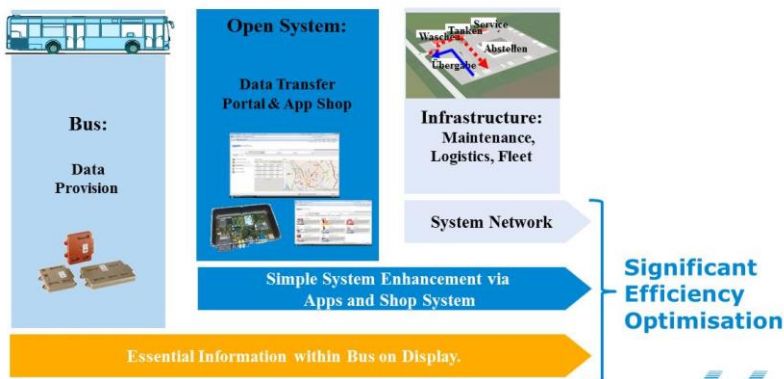 Bus:
Data
Provision
Open System:
Data Transfer
Portal & App Shop
Waschen
Tanken
Service
Abstellen
Übergabe
Infrastructure:
Maintenance,
Logistics, Fleet
System Network
Simple System Enhancement via
Apps and Shop System
Essential Information within Bus on Display.
Significant
Efficiency
Optimisation